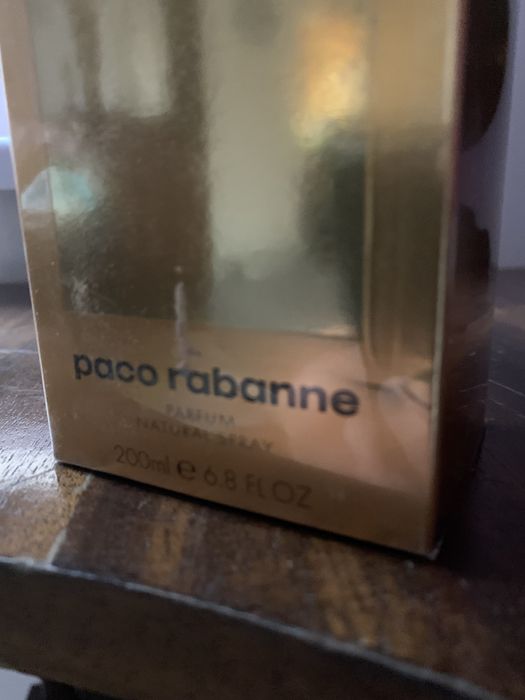 paco rabanne
PARFUM
NATURAL SPRAY
200ml e 6.8 FL OZ